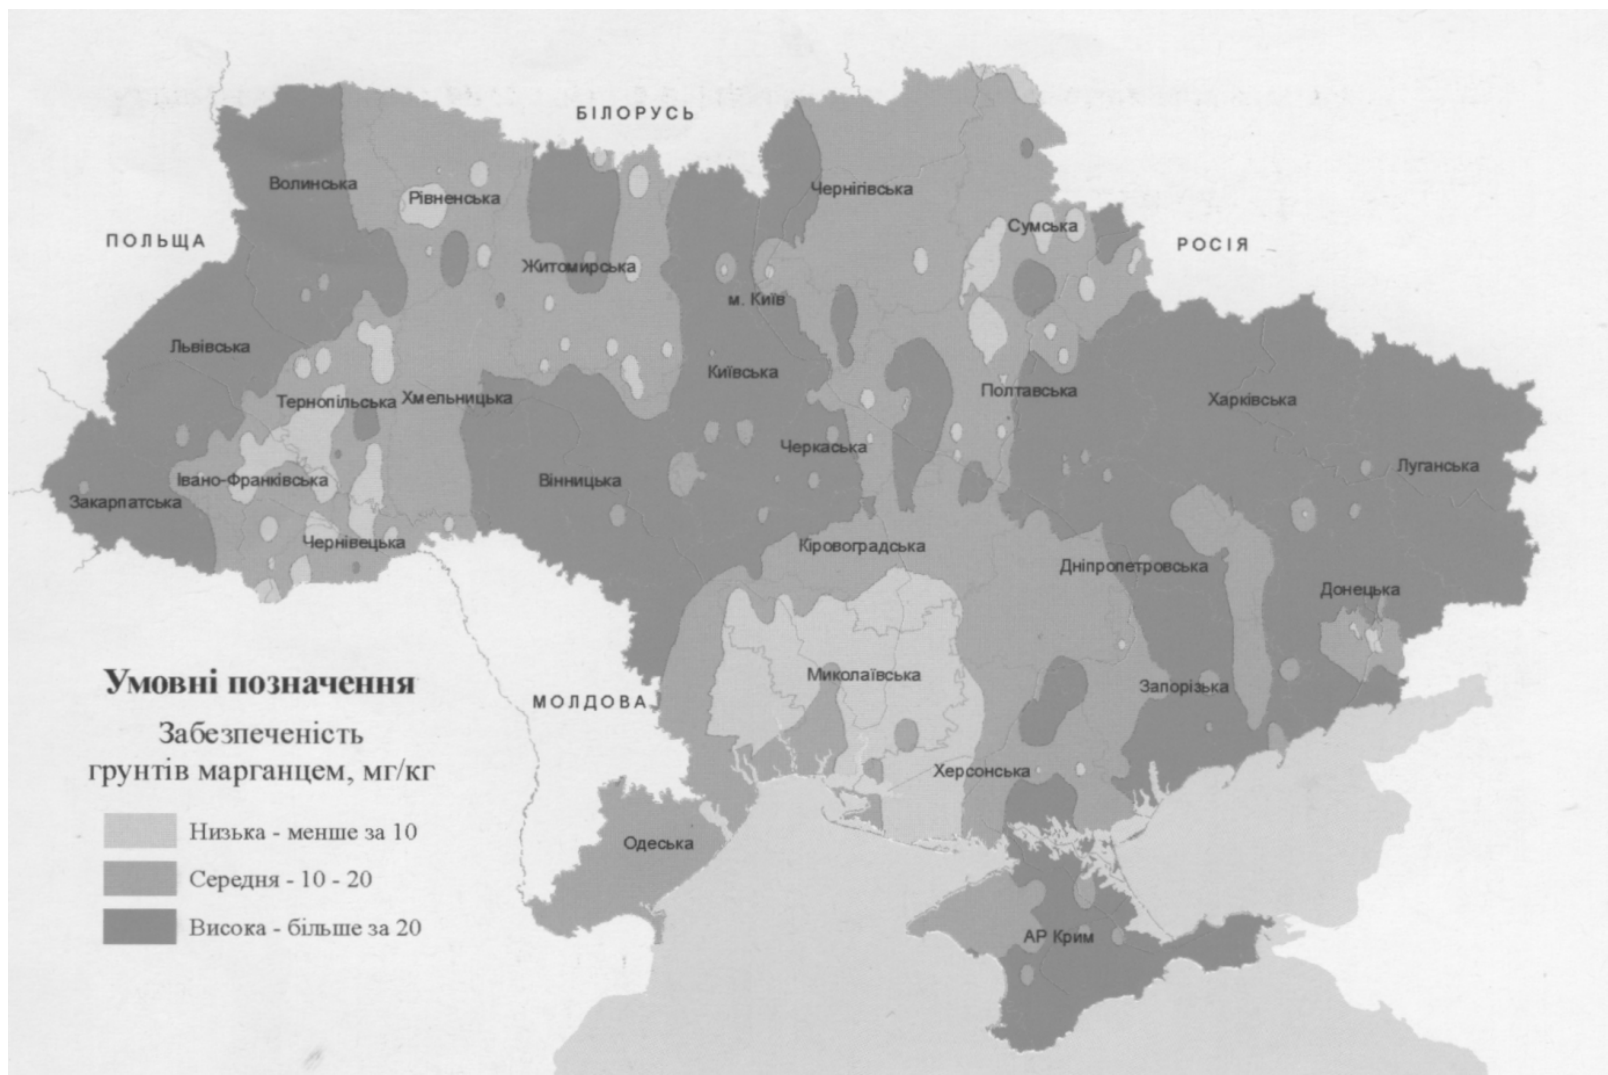 БІЛОРУСЬ
Волинська
Рівненська
Чернігівська
Сумська
ПОЛЬЩА
РОСІЯ
Житомирська
м. Київ
Львівська
Київська
Полтавська
Харківська
Тернопільська
Хмельницька
Черкаська
Луганська
Івано-Франківська
Вінницька
Закарпатська
Чернівецька
Кіровоградська
Дніпропетровська
Донецька
Миколаївська
Запорізька
МОЛДОВА
Херсонська
Одеська
АР Крим
Умовні позначення
Забезпеченість
грунтів марганцем, мг/кг
Низька - менше за 10
Середня - 10 - 20
Висока - більше за 20